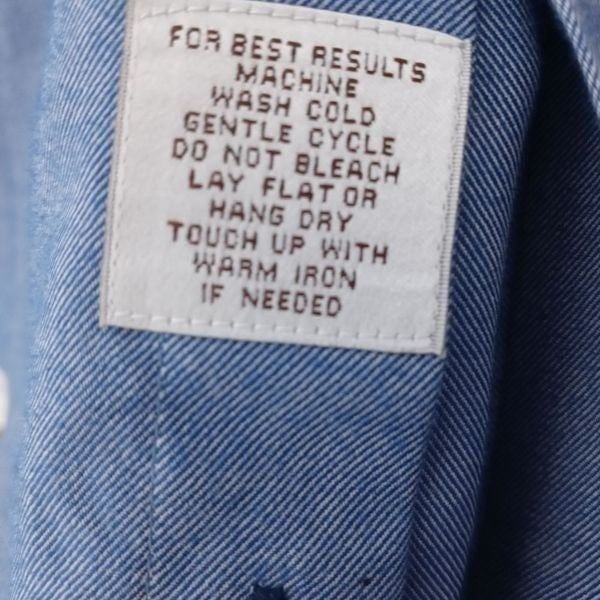 FOR BEST RESULTS
MACHINE
WASH COLD
GENTLE CYCLE
DO NOT BLEACH
LAY FLAT OR
HANG DRY
TOUCH UP WITH
WARM IRON
IF NEEDED